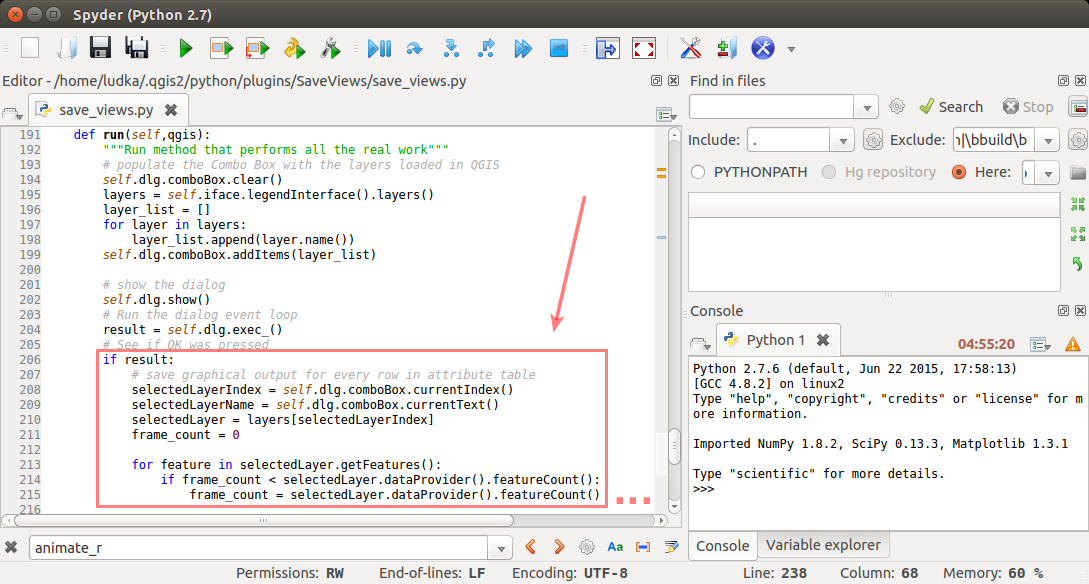 Spyder (Python 2.7)
Editor - /home/ludka/.qgis2/python/plugins/SaveViews/save_views.py
save_views.py
191 def run(self,qgis):
192 """Run method that performs all the real work"""
193 # populate the Combo Box with the layers loaded in QGIS
194 self.dlg.comboBox.clear()
195 layers = self.iface.legendInterface().layers()
196 layer_list = []
197 for layer in layers:
198 layer_list.append(layer.name())
199 self.dlg.comboBox.addItems(layer_list)
200
201 # show the dialog
202 self.dlg.show()
203 # Run the dialog event loop
204 result = self.dlg.exec_()
205 # See if OK was pressed
206 if result:
207 # save graphical output for every row in attribute table
208 selectedLayerIndex = self.dlg.comboBox.currentIndex()
209 selectedLayerName = self.dlg.comboBox.currentText()
210 selectedLayer = layers[selectedLayerIndex]
211 frame_count = 0
212
213 for feature in selectedLayer.getFeatures():
214 if frame_count < selectedLayer.dataProvider().featureCount():
215 frame_count = selectedLayer.dataProvider().featureCount()
216
animate_r
Aa
Find in files
Search
Stop
Include:
.
Exclude:
\bbuild\b
PYTHONPATH
Hg repository
Here:
Console
Python 1
04:55:20
Python 2.7.6 (default, Jun 22 2015, 17:58:13)
[GCC 4.8.2] on linux2
Type "help", "copyright", "credits" or "license" for m
ore information.
Imported NumPy 1.8.2, SciPy 0.13.3, Matplotlib 1.3.1
Type "scientific" for more details.
>>>
Console
Variable explorer
Permissions: RW
End-of-lines: LF
Encoding: UTF-8
Line: 238
Column: 68
Memory: 60 %